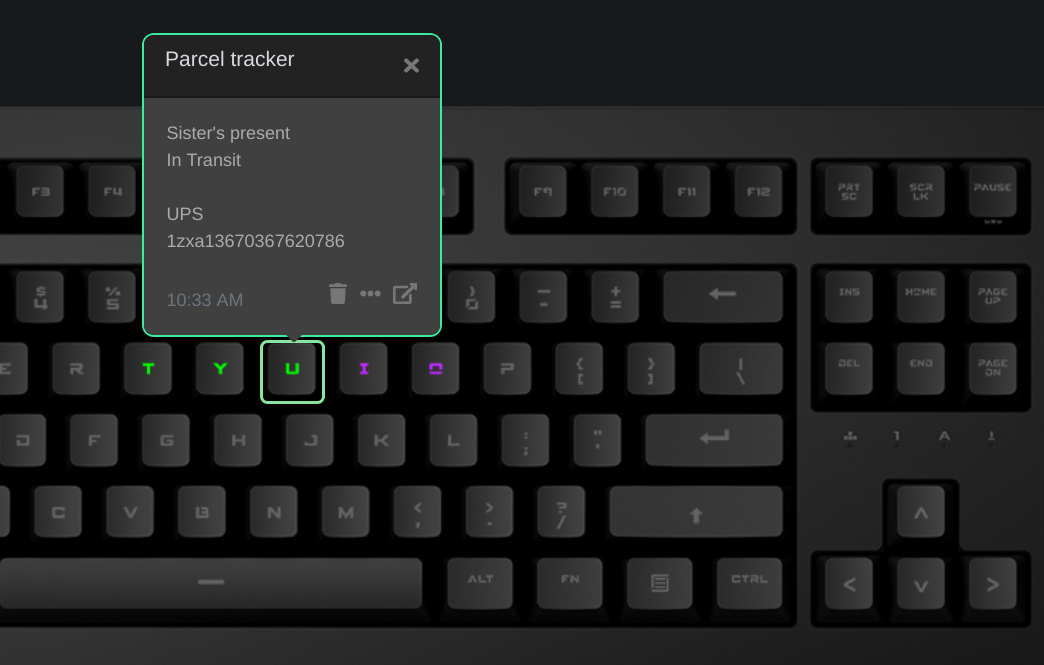 Parcel tracker
Sister's present
In Transit
UPS
1zxa13670367620786
10:33 AM
F3 F4 F9 F10 F11 F12 PRT SC SCR LK PAUSE
$ 4 % 5 ) 0 - - + = ← INS HOME PAGE UP
E R T Y U I O P { [ } ] | \ DEL END PAGE DN
D F G H J K L : ; " '
C V B N M < , > . ? /
ALT FN CTRL